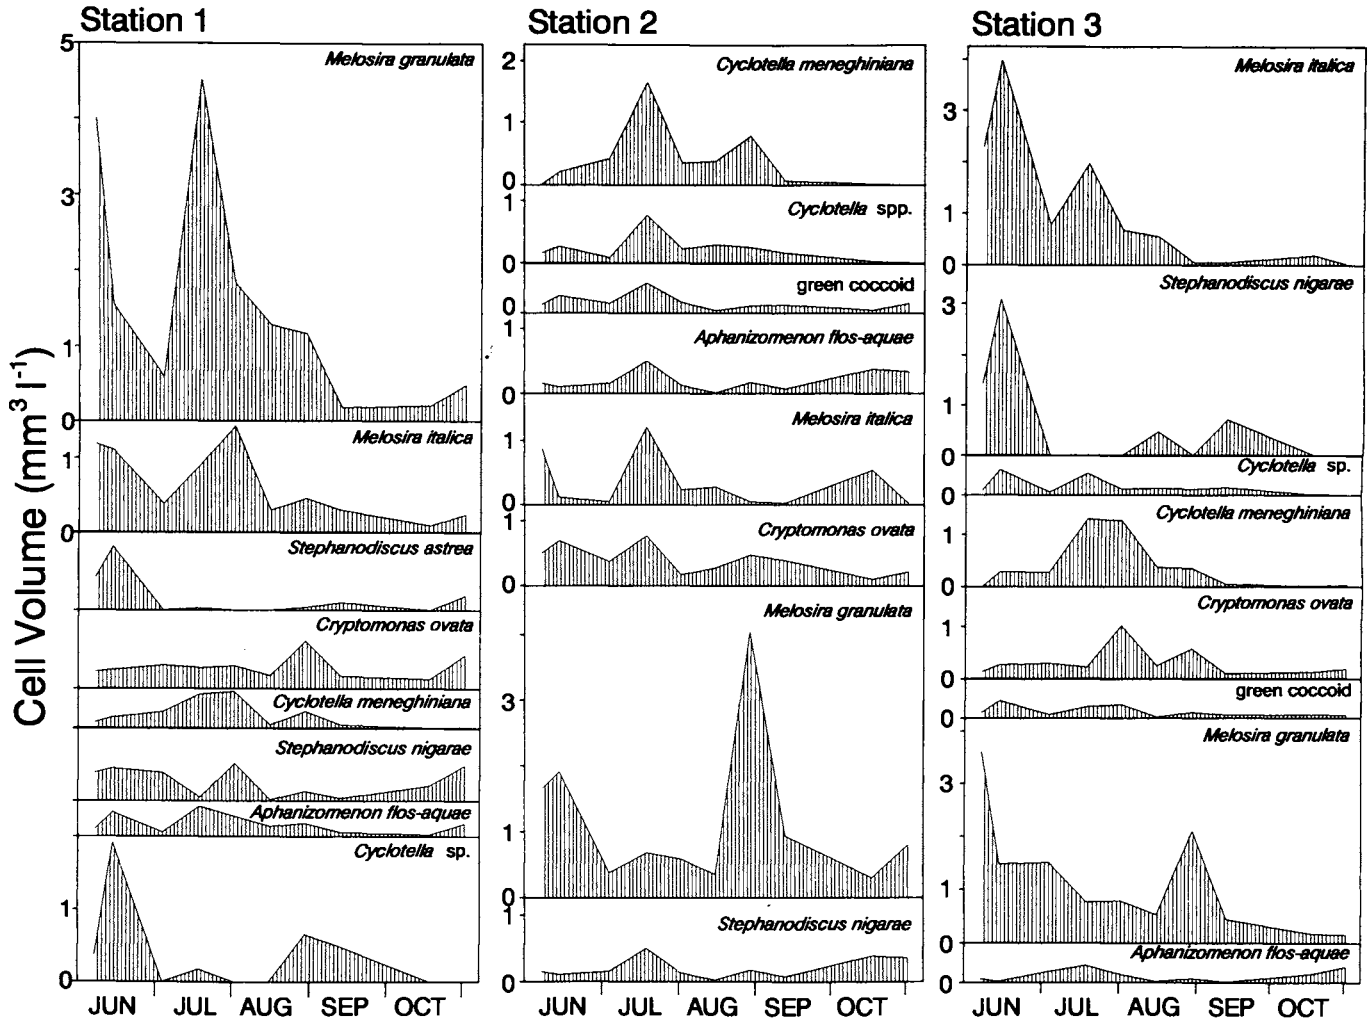 Station 1
Station 2
Station 3
Cell Volume (mm³ l⁻¹)
5
3
1
0
Melosira granulata
1
0
Melosira italica
Stephanodiscus astrea
Cryptomonas ovata
Cyclotella meneghiniana
Stephanodiscus nigarae
Aphanizomenon flos-aquae
1
0
Cyclotella sp.
JUN JUL AUG SEP OCT
2
1
0
Cyclotella meneghiniana
1
0
Cyclotella spp.
0
green coccoid
1
0
Aphanizomenon flos-aquae
1
0
Melosira italica
1
0
Cryptomonas ovata
3
1
0
Melosira granulata
1
0
Stephanodiscus nigarae
JUN JUL AUG SEP OCT
3
1
0
Melosira italica
3
1
0
Stephanodiscus nigarae
0
Cyclotella sp.
1
0
Cyclotella meneghiniana
1
0
Cryptomonas ovata
0
green coccoid
3
1
0
Melosira granulata
0
Aphanizomenon flos-aquae
JUN JUL AUG SEP OCT